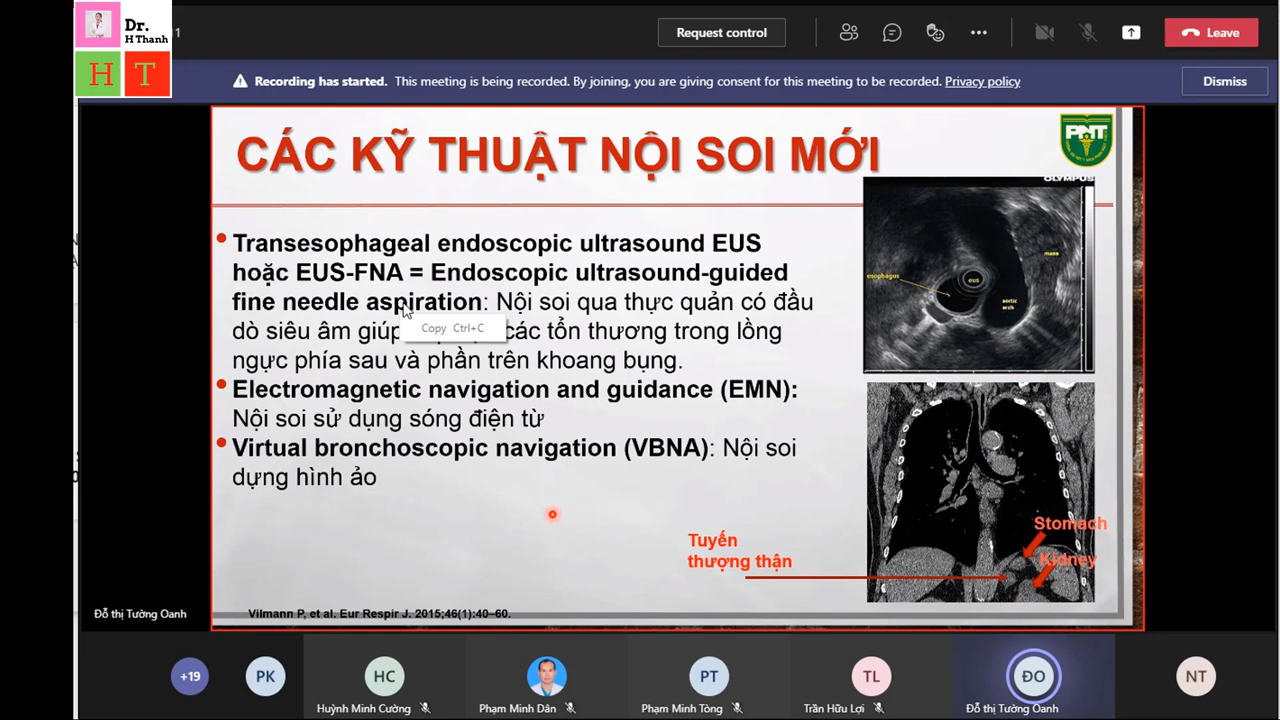 Dr.
H Thanh
H T
1
Request control
Leave
Recording has started. This meeting is being recorded. By joining, you are giving consent for this meeting to be recorded. Privacy policy
Dismiss
CÁC KỸ THUẬT NỘI SOI MỚI
PNT
OLYMPUS
Transesophageal endoscopic ultrasound EUS
hoặc EUS-FNA = Endoscopic ultrasound-guided
fine needle aspiration: Nội soi qua thực quản có đầu
dò siêu âm giúp các tổn thương trong lồng
ngực phía sau và phần trên khoang bụng.
Copy Ctrl+C
Electromagnetic navigation and guidance (EMN):
Nội soi sử dụng sóng điện từ
Virtual bronchoscopic navigation (VBNA): Nội soi
dựng hình ảo
esophagus
eus
aortic
arch
mass
Stomach
Kidney
Tuyến
thượng thận
Vilmann P, et al. Eur Respir J. 2015;46(1):40–60.
Đỗ thị Tường Oanh
+19
PK
HC
Huỳnh Minh Cường
Phạm Minh Dân
PT
Phạm Minh Tòng
TL
Trần Hữu Lợi
ĐO
Đỗ thị Tường Oanh
NT